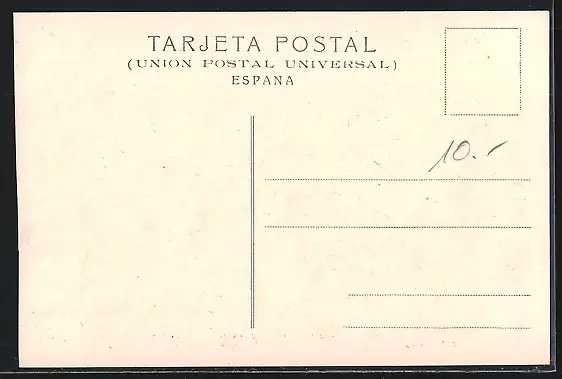 TARJETA POSTAL
(UNION POSTAL UNIVERSAL)
ESPANA
10.-